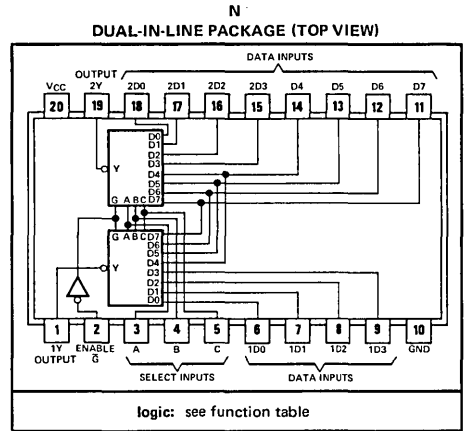 N
DUAL-IN-LINE PACKAGE (TOP VIEW)
DATA INPUTS
OUTPUT
VCC 2Y 2D0 2D1 2D2 2D3 D4 D5 D6 D7
20 19 18 17 16 15 14 13 12 11
D0
D1
D2
D3
Y D4
D5
D6
G A B C D7
G A B C D7
D6
D5
Y D4
D3
D2
D1
D0
1 2 3 4 5 6 7 8 9 10
1Y ENABLE A B C 1D0 1D1 1D2 1D3 GND
OUTPUT G̅
SELECT INPUTS DATA INPUTS
logic: see function table